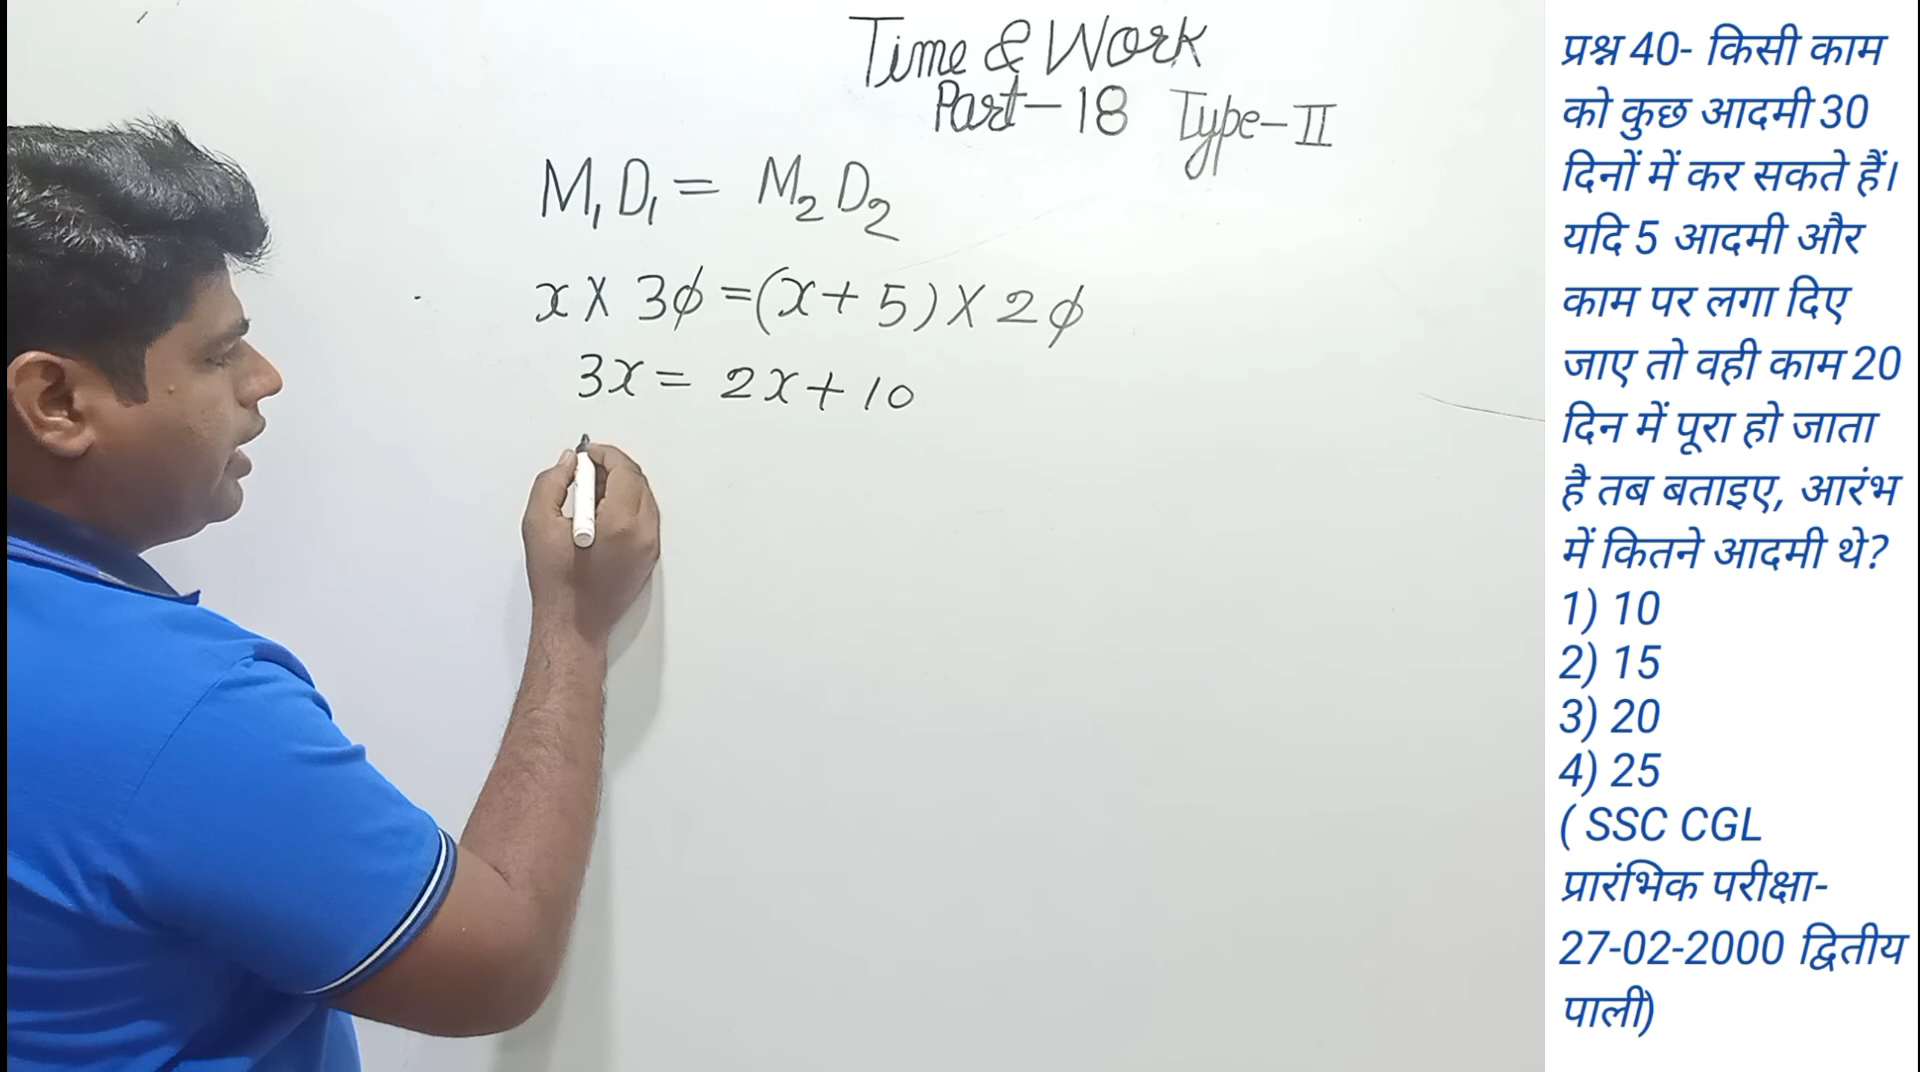 Time & Work
Part-18 Type-II
M₁D₁ = M₂D₂
x X 30 = (x + 5) X 20
3x = 2x + 10
प्रश्न 40- किसी काम
को कुछ आदमी 30
दिनों में कर सकते हैं।
यदि 5 आदमी और
काम पर लगा दिए
जाए तो वही काम 20
दिन में पूरा हो जाता
है तब बताइए, आरंभ
में कितने आदमी थे?
1) 10
2) 15
3) 20
4) 25
( SSC CGL
प्रारंभिक परीक्षा-
27-02-2000 द्वितीय
पाली)